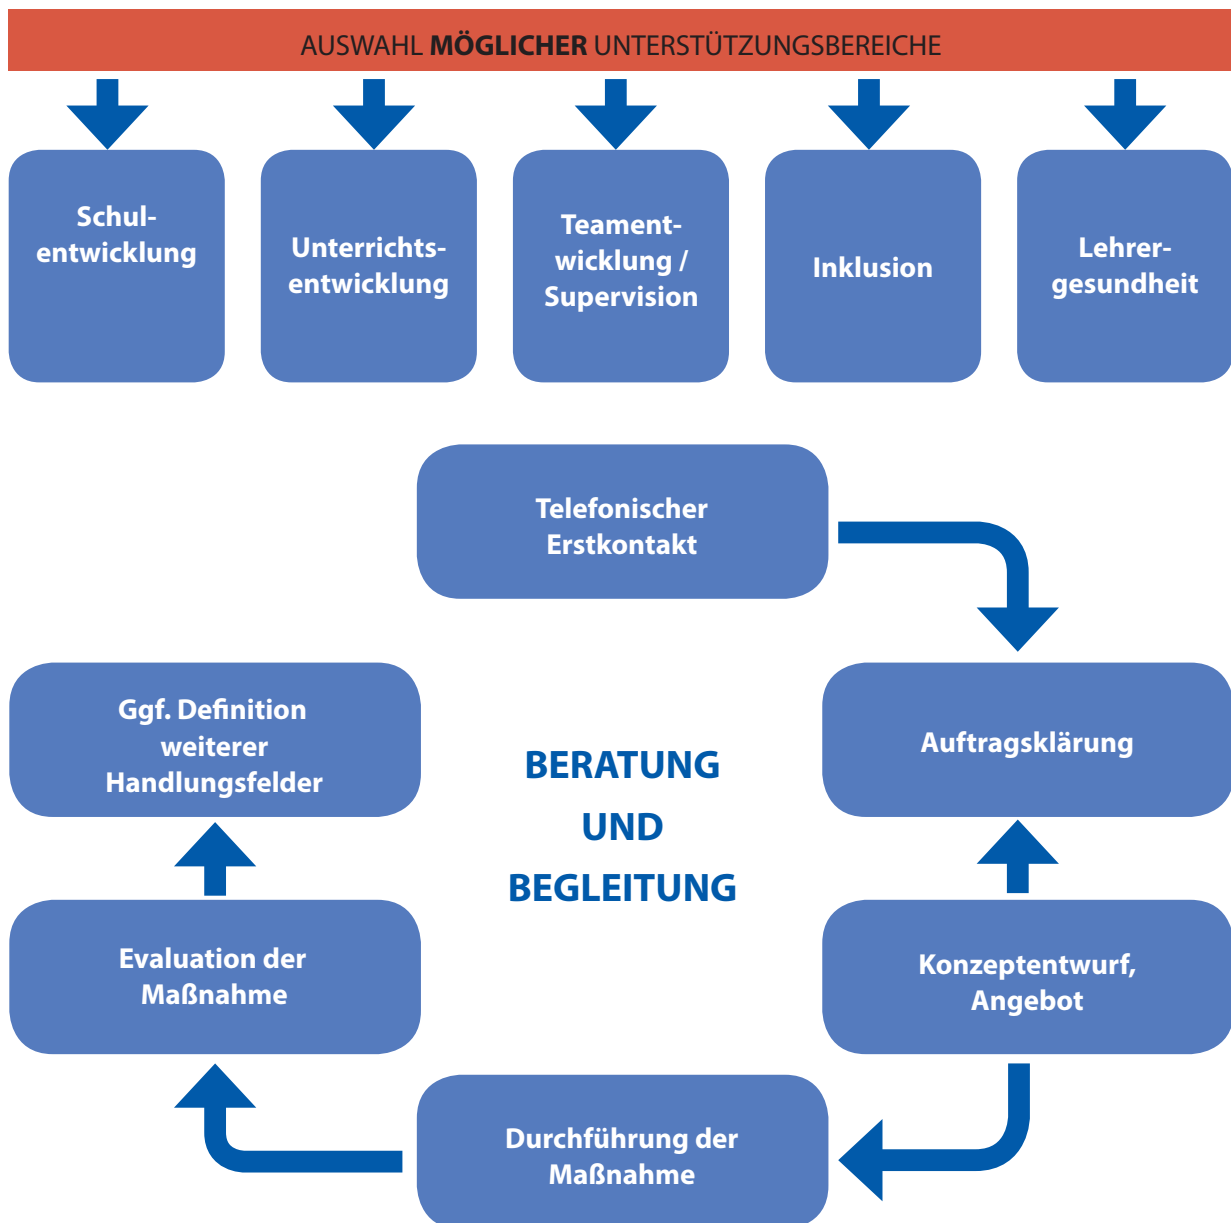 AUSWAHL MÖGLICHER UNTERSTÜTZUNGSBEREICHE
Schul-
entwicklung
Unterrichts-
entwicklung
Teament-
wicklung /
Supervision
Inklusion
Lehrer-
gesundheit
Telefonischer
Erstkontakt
Ggf. Definition
weiterer
Handlungsfelder
BERATUNG
UND
BEGLEITUNG
Auftragsklärung
Evaluation der
Maßnahme
Konzeptentwurf,
Angebot
Durchführung der
Maßnahme